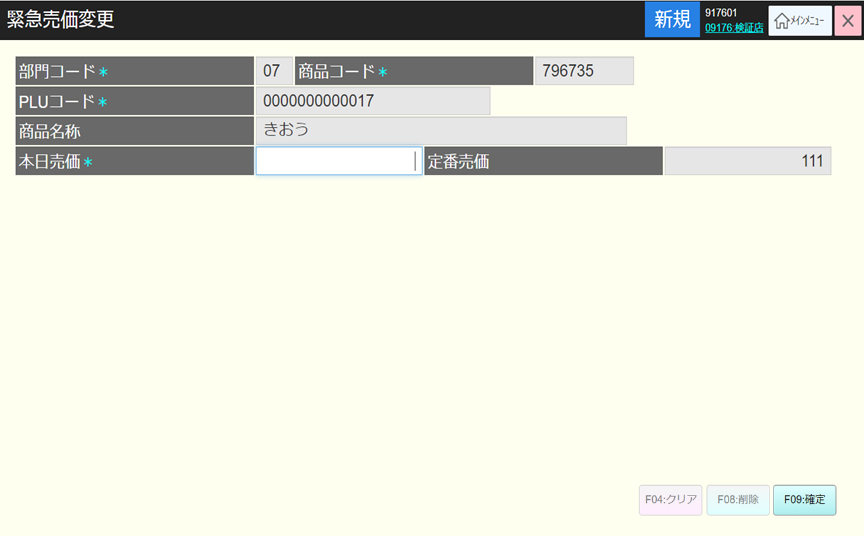 緊急売価変更 新規 917601 09176:検証店 ﾒｲﾝﾒﾆｭｰ ×
部門コード* 07 商品コード* 796735
PLUコード* 0000000000017
商品名称 きおう
本日売価* 定番売価 111
F04:クリア F08:削除 F09:確定